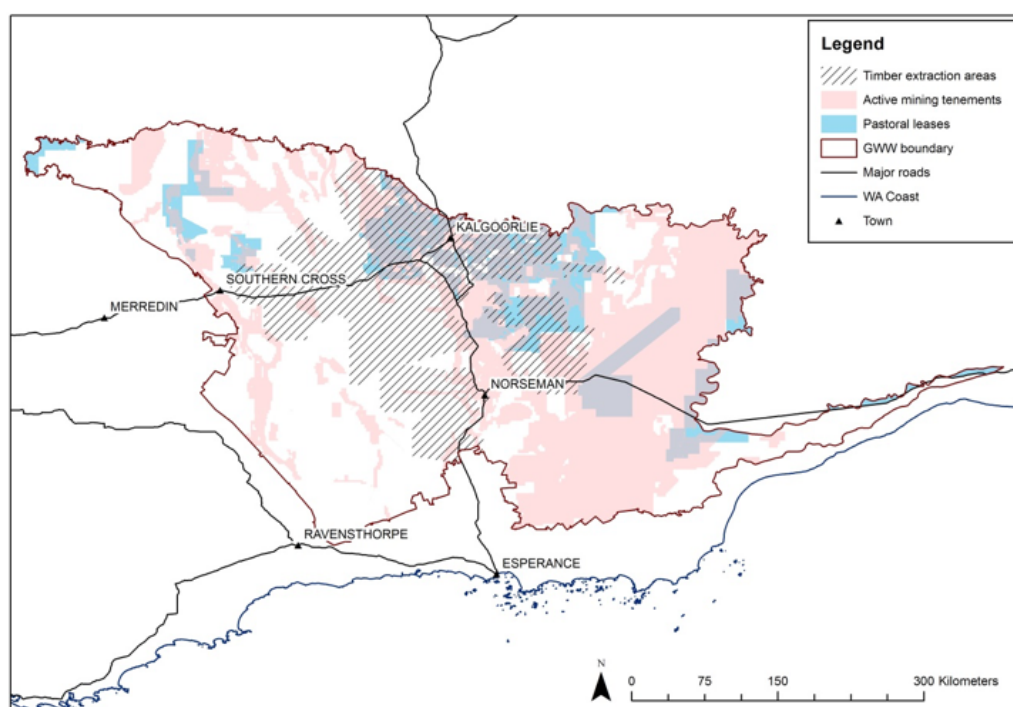 Legend
Timber extraction areas
Active mining tenements
Pastoral leases
GWW boundary
Major roads
WA Coast
Town
KALGOORLIE
SOUTHERN CROSS
MERREDIN
NORSEMAN
RAVENSTHORPE
ESPERANCE
N
0 75 150 300 Kilometers